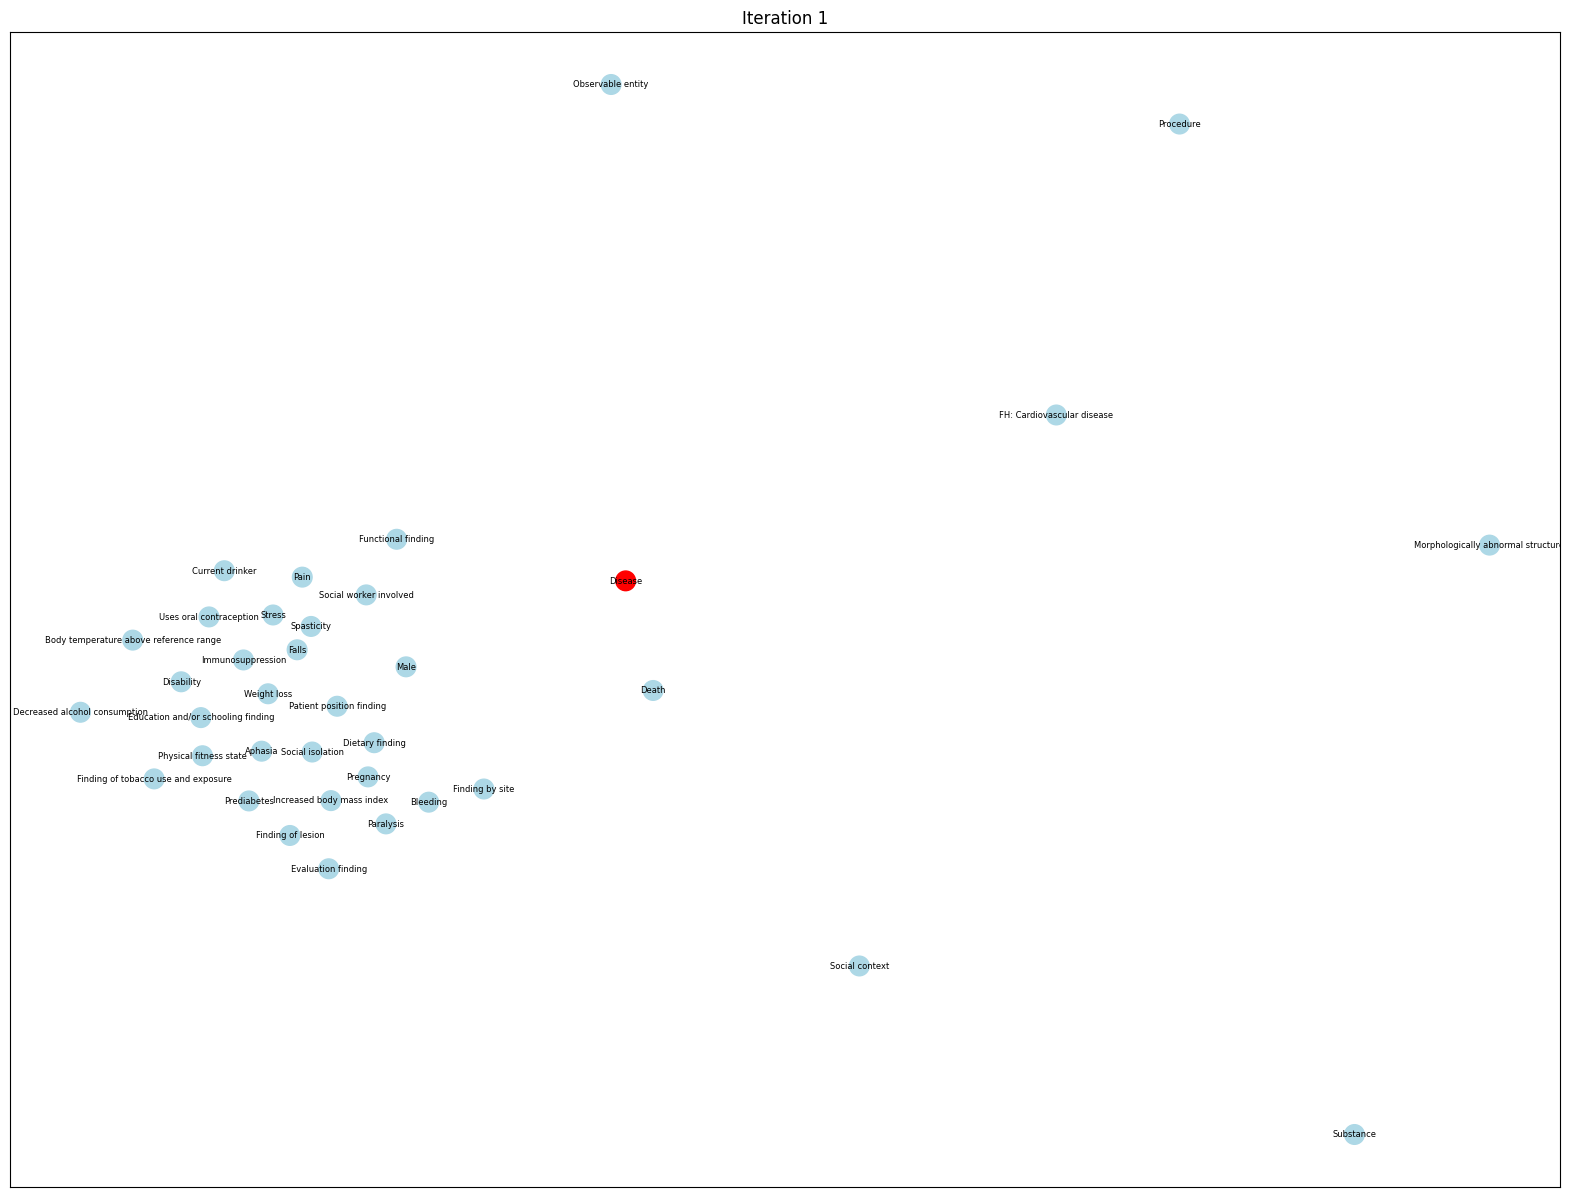 Iteration 1
Observable entity
Procedure
FH: Cardiovascular disease
Functional finding
Morphologically abnormal structure
Current drinker
Pain
Disease
Social worker involved
Uses oral contraception
Stress
Spasticity
Body temperature above reference range
Falls
Immunosuppression
Male
Disability
Weight loss
Death
Patient position finding
Decreased alcohol consumption
Education and/or schooling finding
Dietary finding
Physical fitness state
Aphasia
Social isolation
Finding of tobacco use and exposure
Pregnancy
Finding by site
Prediabetes
Increased body mass index
Bleeding
Paralysis
Finding of lesion
Evaluation finding
Social context
Substance